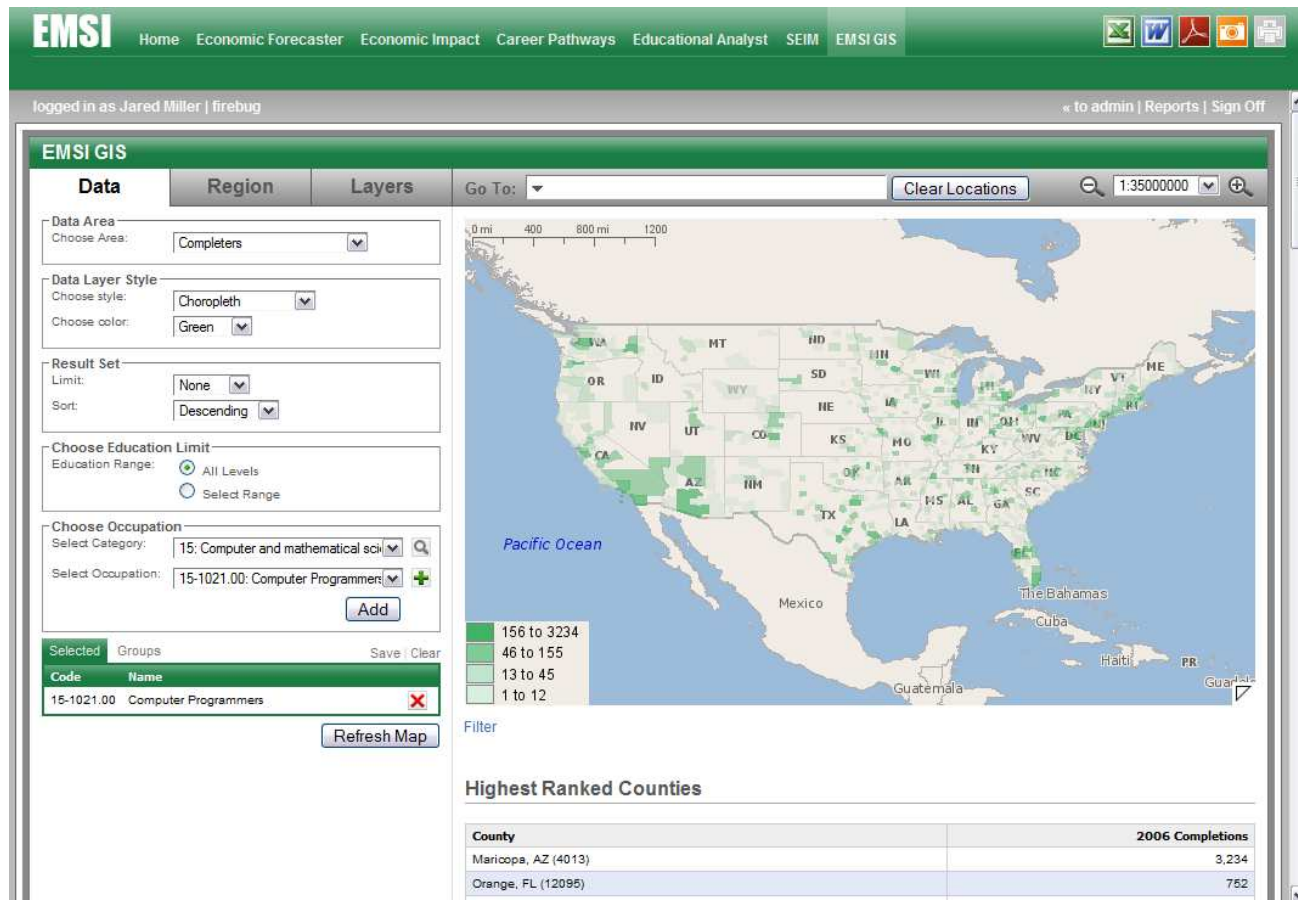 EMSI
Home Economic Forecaster Economic Impact Career Pathways Educational Analyst SEIM EMSI GIS
logged in as Jared Miller | firebug
« to admin | Reports | Sign Off
EMSI GIS
Data Region Layers
Go To: Clear Locations 1:35000000
Data Area
Choose Area: Completers
Data Layer Style
Choose style: Choropleth
Choose color: Green
Result Set
Limit: None
Sort: Descending
Choose Education Limit
Education Range: All Levels
Select Range
Choose Occupation
Select Category: 15: Computer and mathematical sci
Select Occupation: 15-1021.00: Computer Programmers
Add
Selected Groups Save | Clear
Code Name
15-1021.00 Computer Programmers
Refresh Map
0 mi 400 800 mi 1200
WA MT ND MN
OR ID WY SD WI VT ME
NY
NE IA PA RI
NV UT CO IL IN OH NJ
CA KS MO KY WV DC
AZ NM OK AR TN NC
MS AL GA SC
TX LA
FL
Pacific Ocean
Mexico
The Bahamas
Cuba
Haiti PR
Guatemala
156 to 3234
46 to 155
13 to 45
1 to 12
Filter
Highest Ranked Counties
County 2006 Completions
Maricopa, AZ (4013) 3,234
Orange, FL (12095) 752